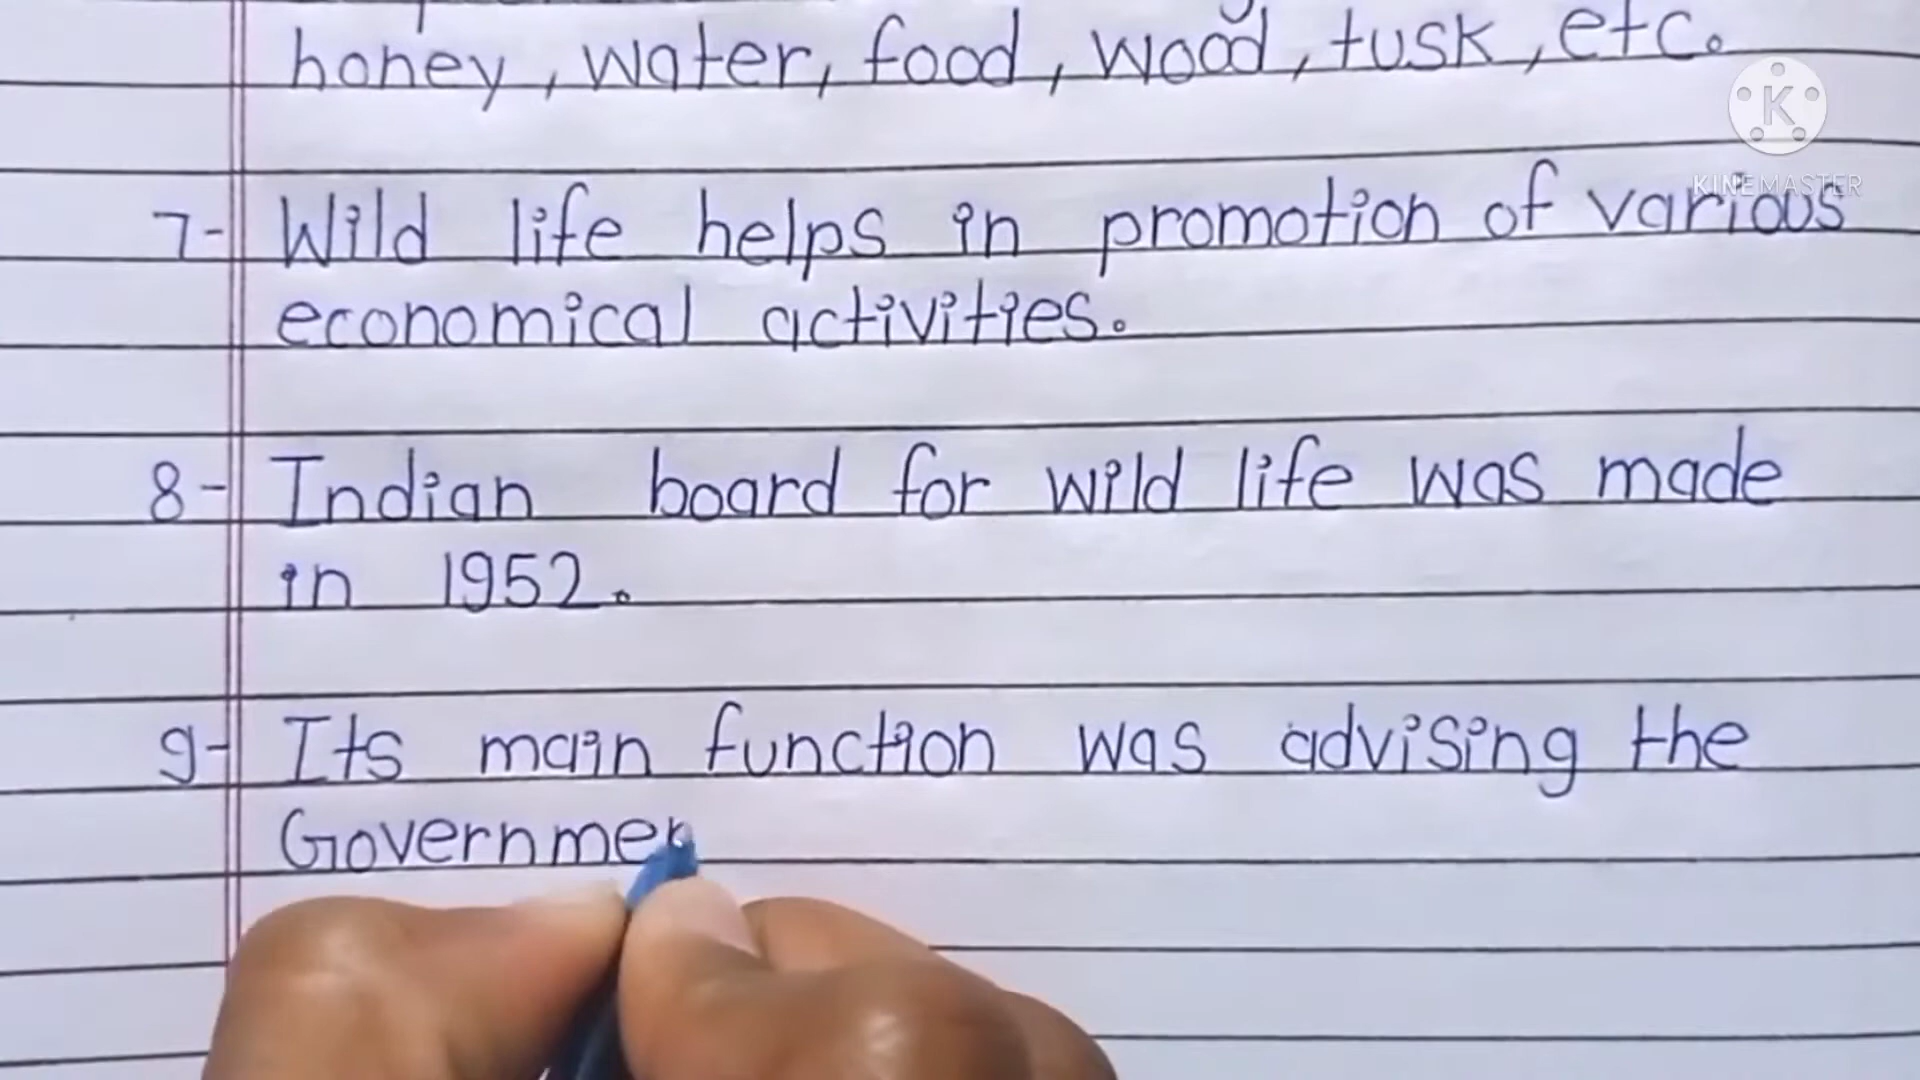 honey, water, food, wood, tusk, etc.
K
KINEMASTER
7- Wild life helps in promotion of various
economical activities.
8- Indian board for wild life was made
in 1952.
9- Its main function was advising the
Governmen